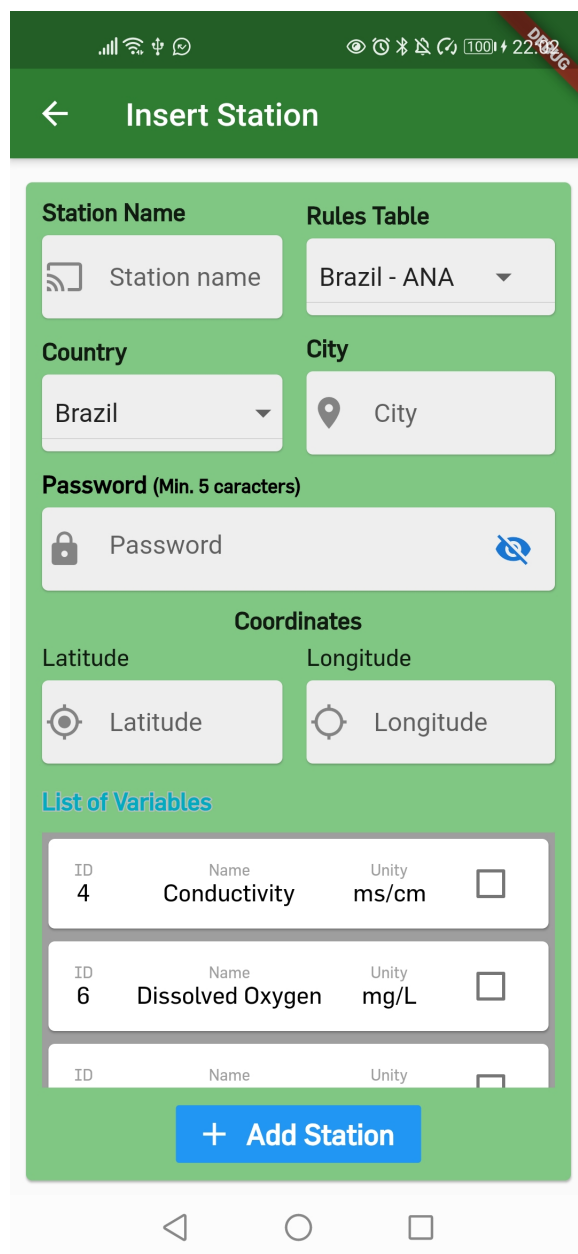 100 22:02
DEBUG
Insert Station
Station Name
Rules Table
Station name
Brazil - ANA
Country
City
Brazil
City
Password (Min. 5 caracters)
Password
Coordinates
Latitude
Longitude
Latitude
Longitude
List of Variables
ID Name Unity
4 Conductivity ms/cm
ID Name Unity
6 Dissolved Oxygen mg/L
ID Name Unity
+ Add Station